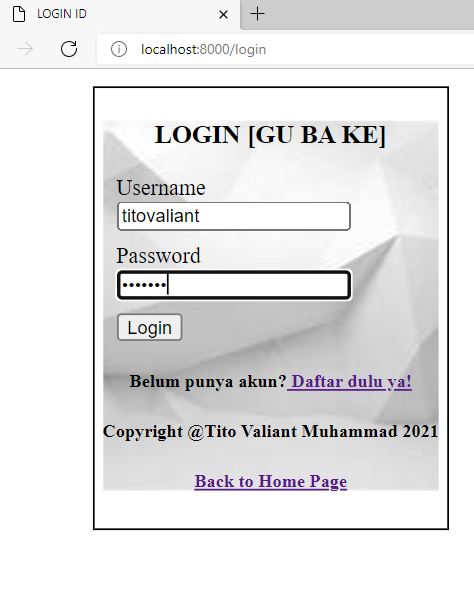 LOGIN ID
localhost:8000/login
LOGIN [GU BA KE]
Username
titovaliant
Password
•••••••
Login
Belum punya akun? Daftar dulu ya!
Copyright @Tito Valiant Muhammad 2021
Back to Home Page